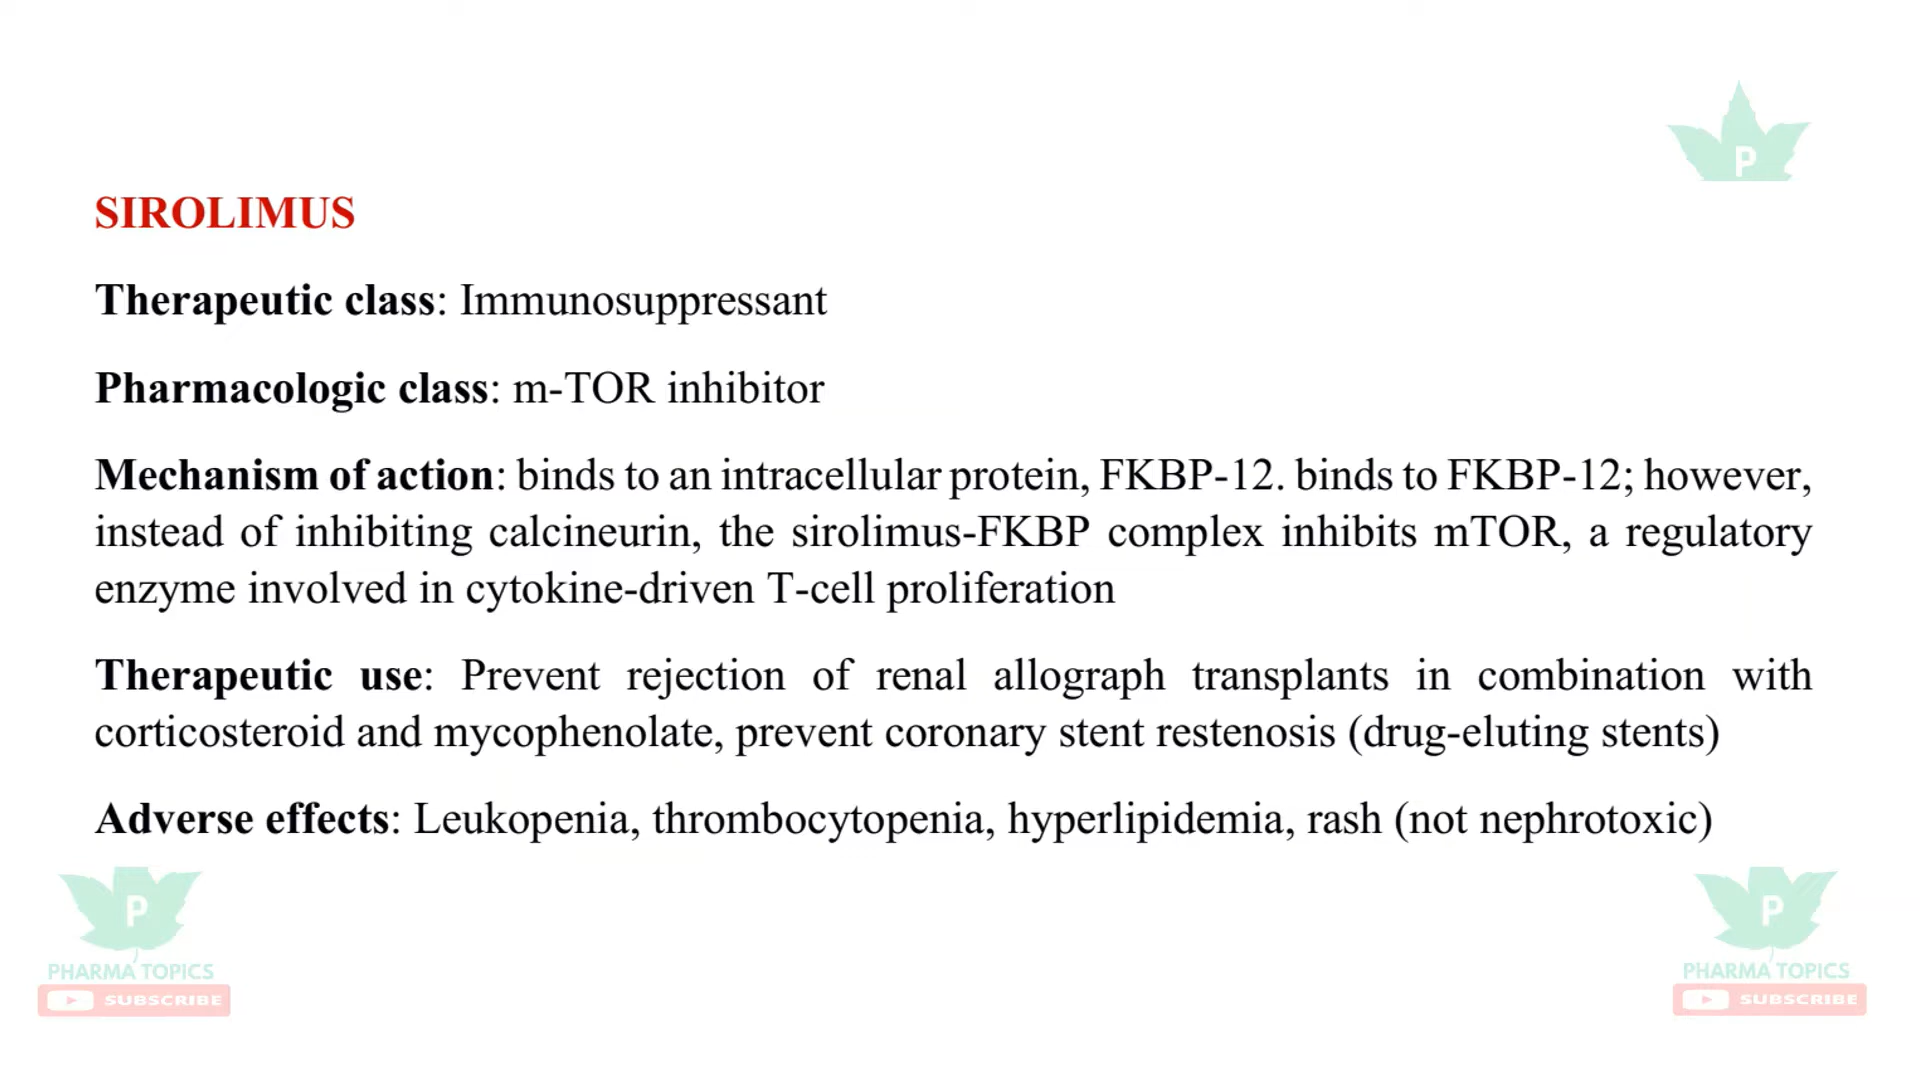 P
SIROLIMUS
Therapeutic class: Immunosuppressant
Pharmacologic class: m-TOR inhibitor
Mechanism of action: binds to an intracellular protein, FKBP-12. binds to FKBP-12; however,
instead of inhibiting calcineurin, the sirolimus-FKBP complex inhibits mTOR, a regulatory
enzyme involved in cytokine-driven T-cell proliferation
Therapeutic use: Prevent rejection of renal allograph transplants in combination with
corticosteroid and mycophenolate, prevent coronary stent restenosis (drug-eluting stents)
Adverse effects: Leukopenia, thrombocytopenia, hyperlipidemia, rash (not nephrotoxic)
P
PHARMA TOPICS
SUBSCRIBE
P
PHARMA TOPICS
SUBSCRIBE